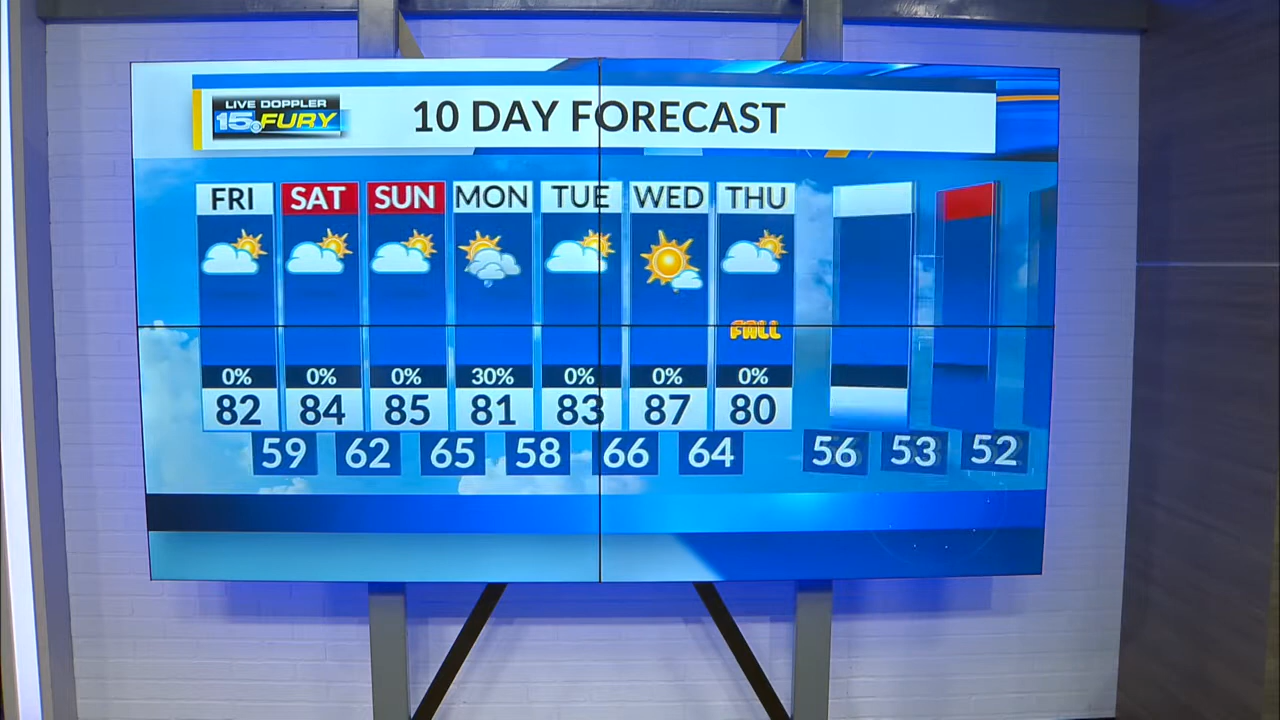 LIVE DOPPLER
15 FURY
10 DAY FORECAST
FRI SAT SUN MON TUE WED THU
FALL
0% 0% 0% 30% 0% 0% 0%
82 84 85 81 83 87 80
59 62 65 58 66 64 56 53 52